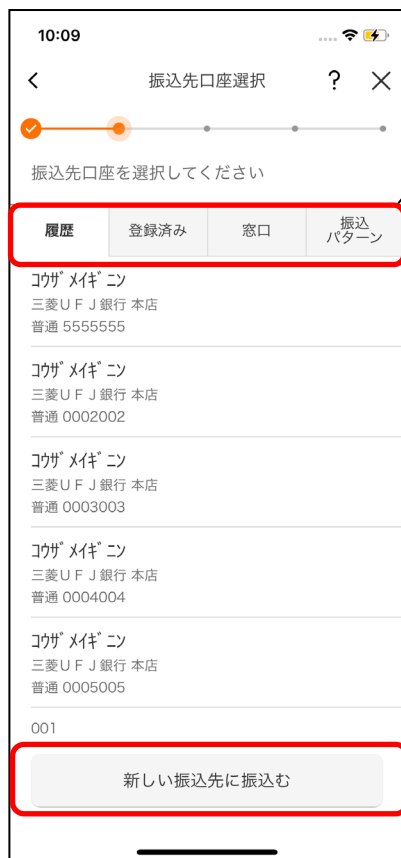 10:09
振込先口座選択 ?
振込先口座を選択してください
履歴 登録済み 窓口 振込
パターン
ｺｳｻﾞﾒｲｷﾞﾆﾝ
三菱ＵＦＪ銀行 本店
普通 5555555
ｺｳｻﾞﾒｲｷﾞﾆﾝ
三菱ＵＦＪ銀行 本店
普通 0002002
ｺｳｻﾞﾒｲｷﾞﾆﾝ
三菱ＵＦＪ銀行 本店
普通 0003003
ｺｳｻﾞﾒｲｷﾞﾆﾝ
三菱ＵＦＪ銀行 本店
普通 0004004
ｺｳｻﾞﾒｲｷﾞﾆﾝ
三菱ＵＦＪ銀行 本店
普通 0005005
001
新しい振込先に振込む